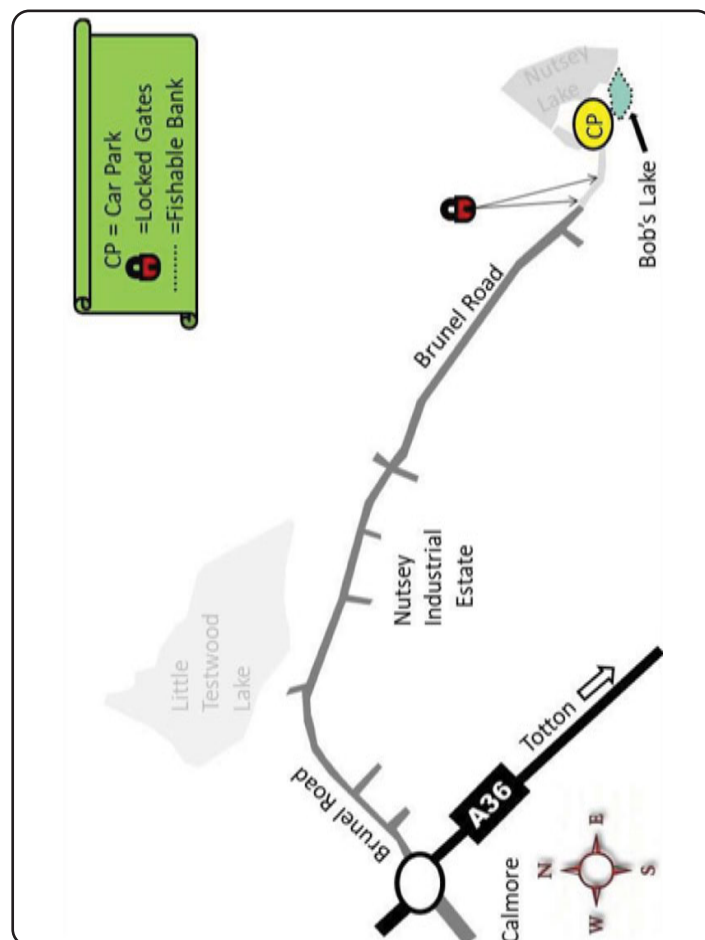 CP = Car Park
=Locked Gates
........ =Fishable Bank
Nutsey
Lake
CP
Bob's Lake
Brunel Road
Little
Testwood
Lake
Nutsey
Industrial
Estate
Brunel Road
A36
Totton
Calmore
N
W
E
S